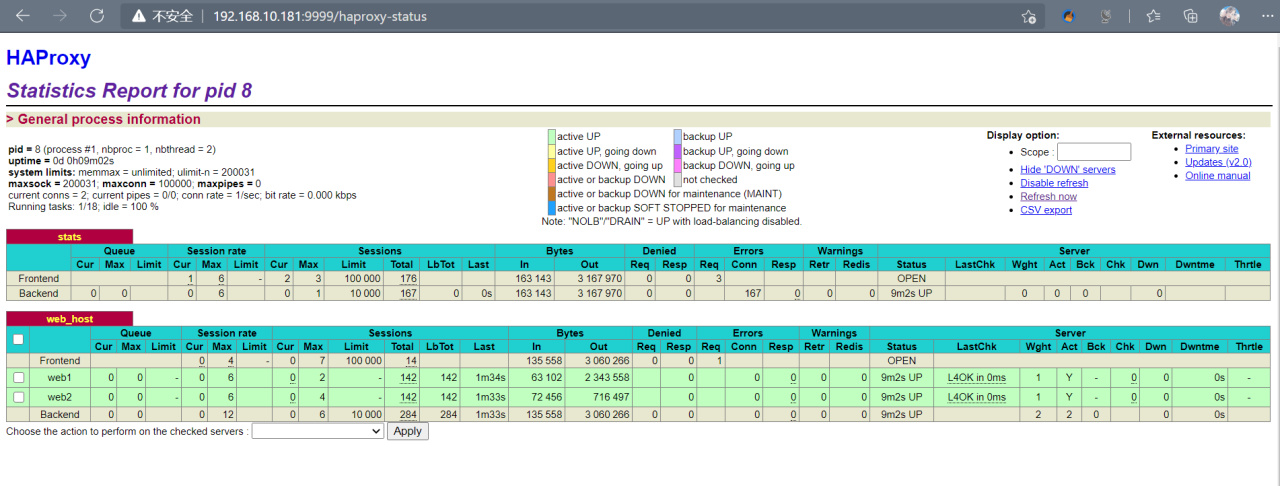 不安全 192.168.10.181:9999/haproxy-status
HAProxy
Statistics Report for pid 8
> General process information
pid = 8 (process #1, nbproc = 1, nbthread = 2)
uptime = 0d 0h09m02s
system limits: memmax = unlimited; ulimit-n = 200031
maxsock = 200031; maxconn = 100000; maxpipes = 0
current conns = 2; current pipes = 0/0; conn rate = 1/sec; bit rate = 0.000 kbps
Running tasks: 1/18; idle = 100 %
active UP backup UP
active UP, going down backup UP, going down
active DOWN, going up backup DOWN, going up
active or backup DOWN not checked
active or backup DOWN for maintenance (MAINT)
active or backup SOFT STOPPED for maintenance
Note: "NOLB"/"DRAIN" = UP with load-balancing disabled.
Display option:
Scope :
Hide 'DOWN' servers
Disable refresh
Refresh now
CSV export
External resources:
Primary site
Updates (v2.0)
Online manual
stats
Queue Session rate Sessions Bytes Denied Errors Warnings Server
Cur Max Limit Cur Max Limit Cur Max Limit Total LbTot Last In Out Req Resp Req Conn Resp Retr Redis Status LastChk Wght Act Bck Chk Dwn Dwntme Thrtle
Frontend 1 6 - 2 3 100 000 176 163 143 3 167 970 0 0 3 OPEN
Backend 0 0 0 6 0 1 10 000 167 0 0s 163 143 3 167 970 0 0 167 0 0 0 9m2s UP 0 0 0 0
web_host
Queue Session rate Sessions Bytes Denied Errors Warnings Server
Cur Max Limit Cur Max Limit Cur Max Limit Total LbTot Last In Out Req Resp Req Conn Resp Retr Redis Status LastChk Wght Act Bck Chk Dwn Dwntme Thrtle
Frontend 0 4 - 0 7 100 000 14 135 558 3 060 266 0 0 1 OPEN
web1 0 0 - 0 6 0 2 - 142 142 1m34s 63 102 2 343 558 0 0 0 0 0 9m2s UP L4OK in 0ms 1 Y - 0 0 0s -
web2 0 0 - 0 6 0 4 - 142 142 1m33s 72 456 716 497 0 0 0 0 0 9m2s UP L4OK in 0ms 1 Y - 0 0 0s -
Backend 0 0 0 12 0 6 10 000 284 284 1m33s 135 558 3 060 266 0 0 0 0 0 0 9m2s UP 2 2 0 0 0s
Choose the action to perform on the checked servers : Apply